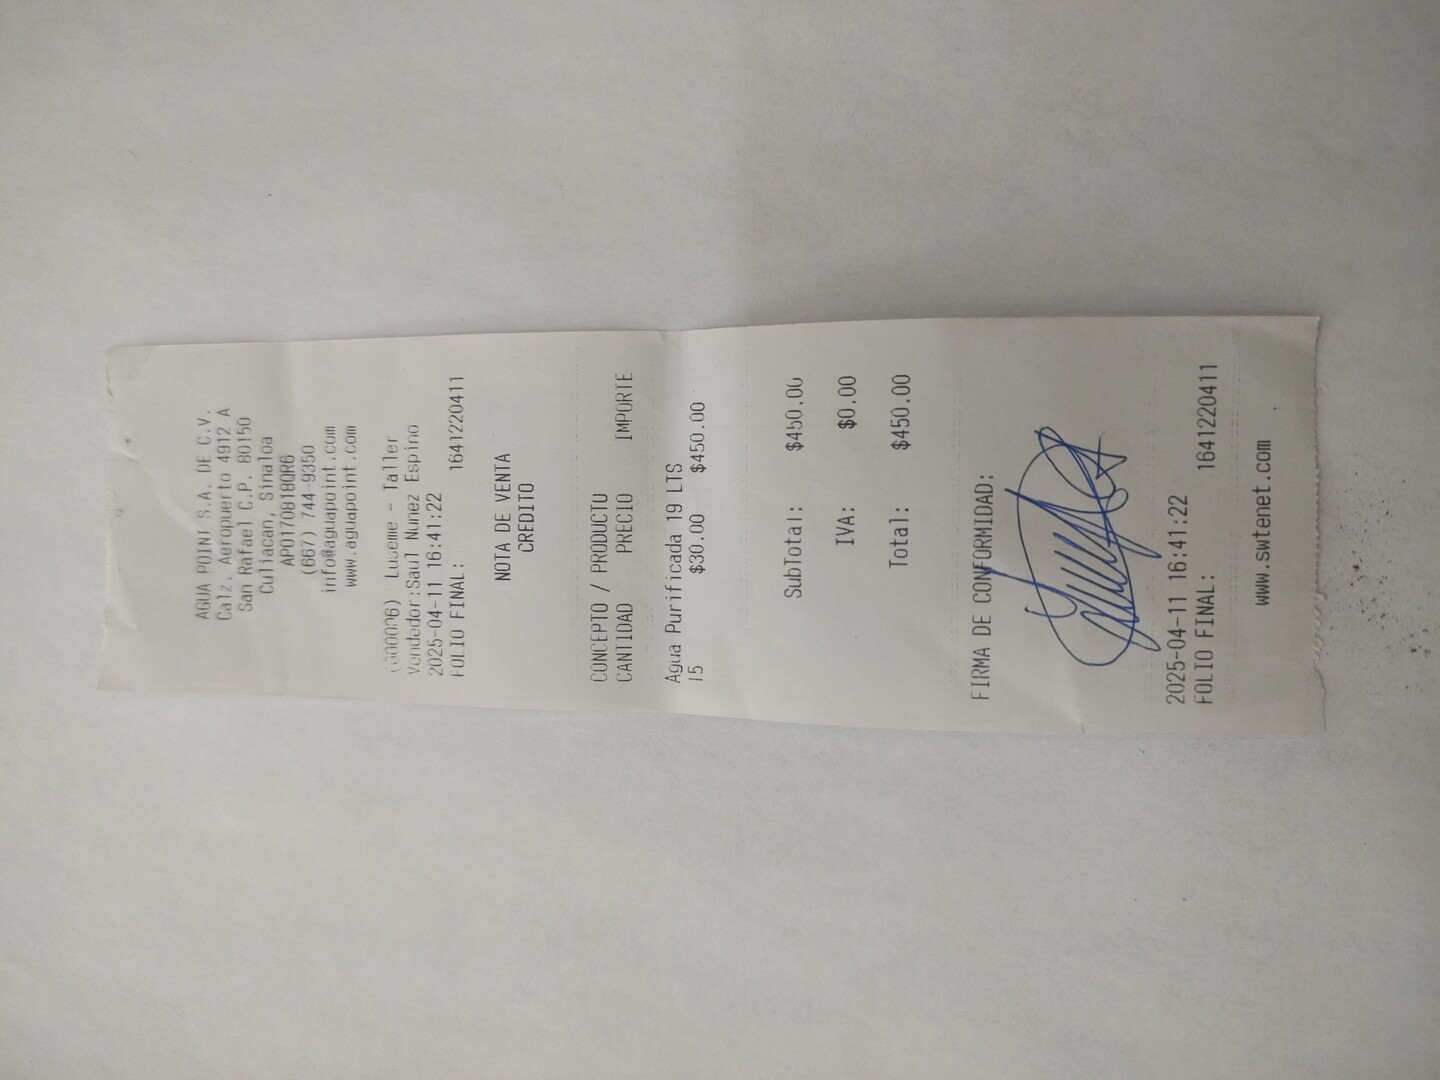 AGUA POINT S.A. DE C.V.
Calz. Aeropuerto 4912 A
San Rafael C.P. 80150
Culiacan, Sinaloa
APO170818QR6
(667) 744-9350
info@aguapoint.com
www.aguapoint.com
Luceme - Taller
Vendedor:Saul Nunez Espino
2025-04-11 16:41:22
FOLIO FINAL: 1641220411
NOTA DE VENTA
CREDITO
CONCEPTO / PRODUCTO
CANTIDAD PRECIO IMPORTE
Agua Purificada 19 LTS
15 $30.00 $450.00
SubTotal: $450.00
IVA: $0.00
Total: $450.00
FIRMA DE CONFORMIDAD:
2025-04-11 16:41:22
FOLIO FINAL: 1641220411
www.swtenet.com